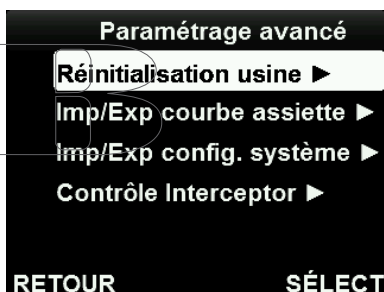 Paramétrage avancé
Réinitialisation usine ►
Imp/Exp courbe assiette ►
Imp/Exp config. système ►
Contrôle Interceptor ►
RETOUR SÉLECT